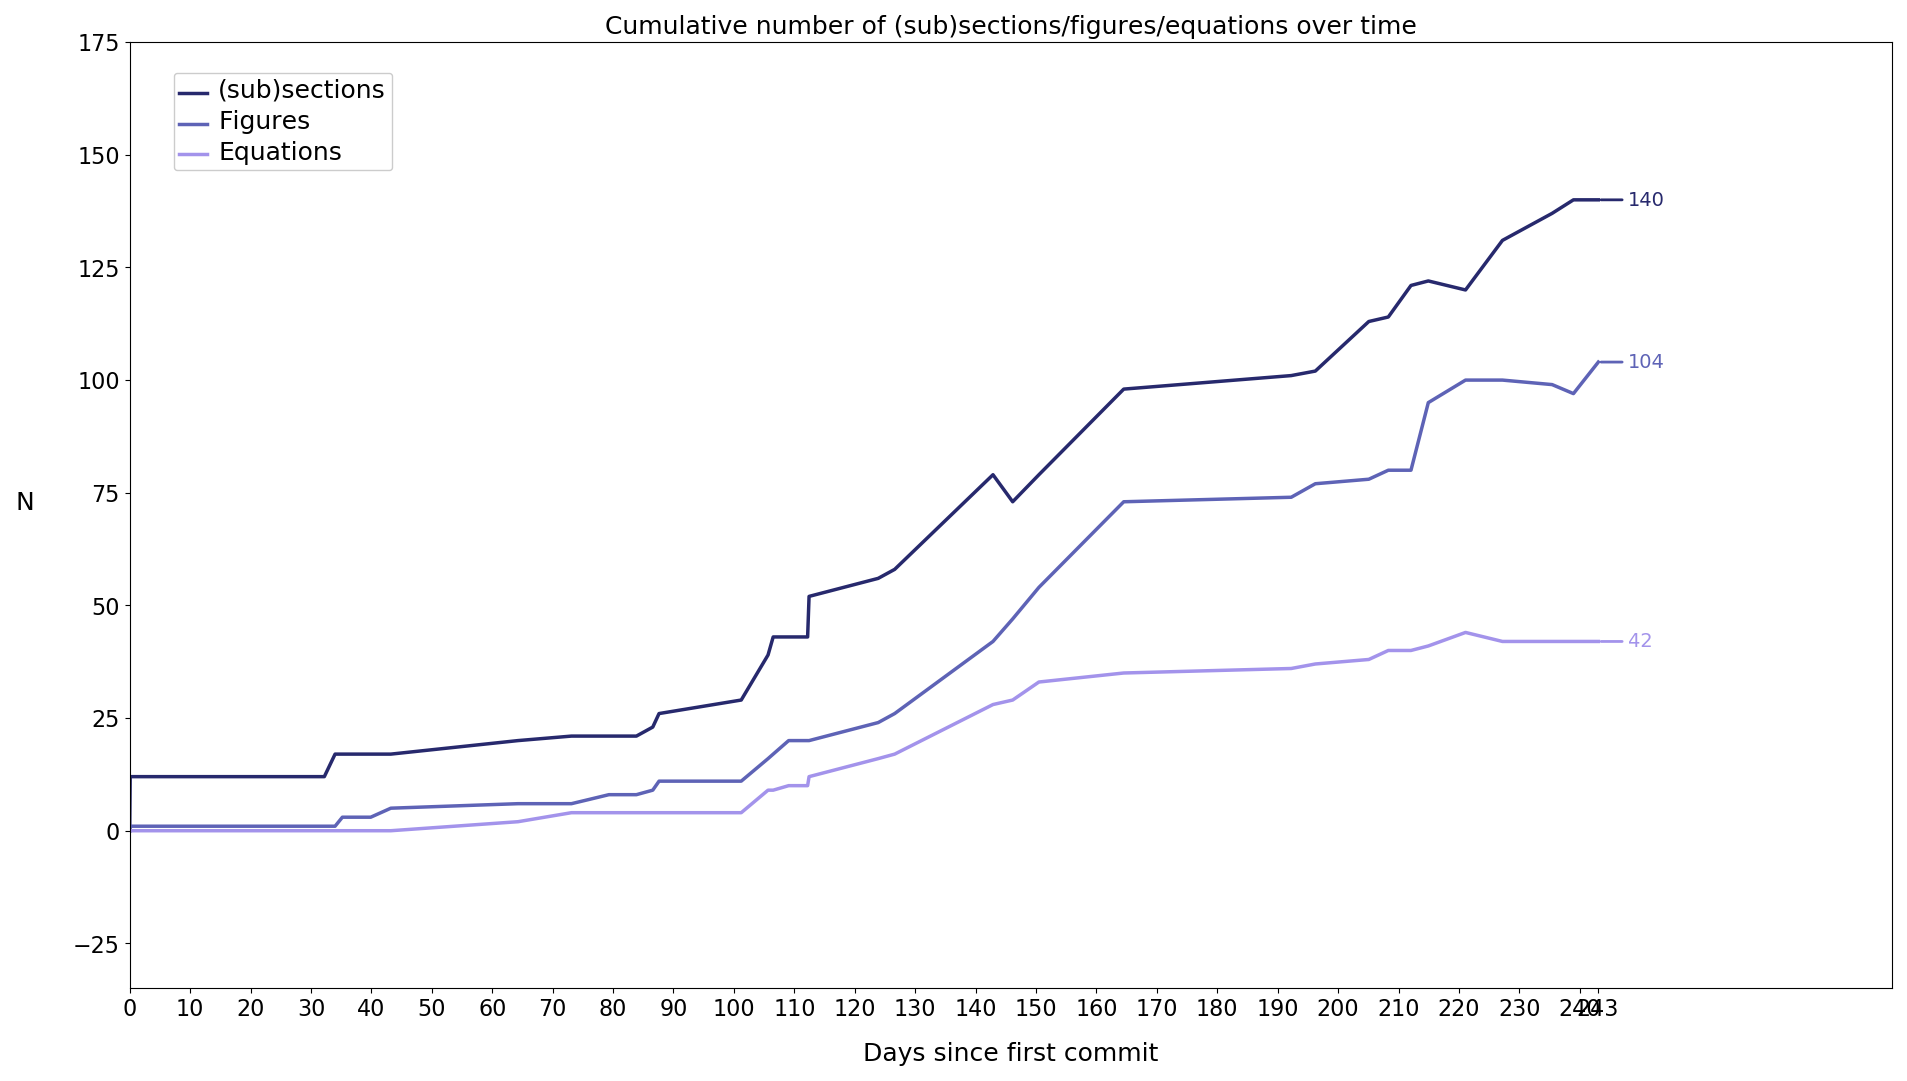 Cumulative number of (sub)sections/figures/equations over time
175
150
125
100
75
50
25
0
−25
N
(sub)sections
Figures
Equations
140
104
42
0 10 20 30 40 50 60 70 80 90 100 110 120 130 140 150 160 170 180 190 200 210 220 230 240 243
Days since first commit